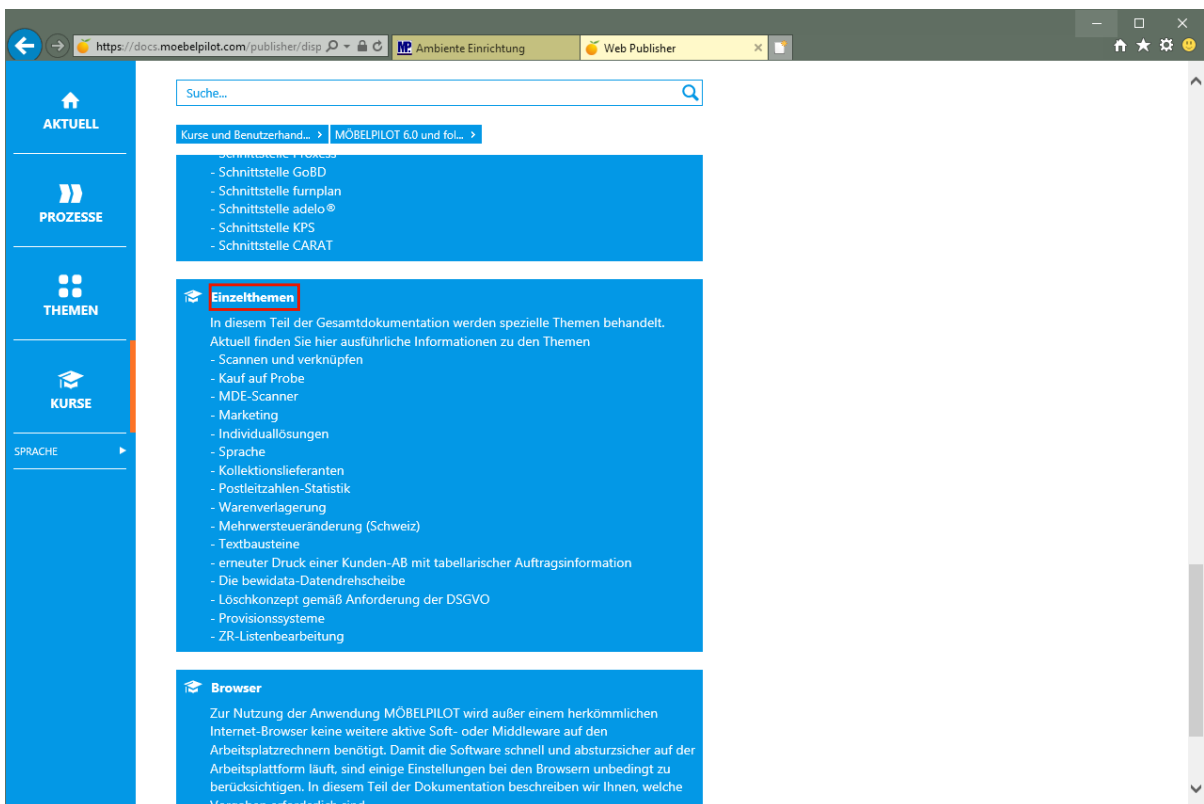 https://docs.moebelpilot.com/publisher/disp
MP Ambiente Einrichtung
Web Publisher
AKTUELL
PROZESSE
THEMEN
KURSE
SPRACHE
Suche...
Kurse und Benutzerhand... >
MÖBELPILOT 6.0 und fol... >
- Schnittstelle Proxess
- Schnittstelle GoBD
- Schnittstelle furnplan
- Schnittstelle adelo®
- Schnittstelle KPS
- Schnittstelle CARAT
Einzelthemen
In diesem Teil der Gesamtdokumentation werden spezielle Themen behandelt.
Aktuell finden Sie hier ausführliche Informationen zu den Themen
- Scannen und verknüpfen
- Kauf auf Probe
- MDE-Scanner
- Marketing
- Individuallösungen
- Sprache
- Kollektionslieferanten
- Postleitzahlen-Statistik
- Warenverlagerung
- Mehrwersteueränderung (Schweiz)
- Textbausteine
- erneuter Druck einer Kunden-AB mit tabellarischer Auftragsinformation
- Die bewidata-Datendrehscheibe
- Löschkonzept gemäß Anforderung der DSGVO
- Provisionssysteme
- ZR-Listenbearbeitung
Browser
Zur Nutzung der Anwendung MÖBELPILOT wird außer einem herkömmlichen
Internet-Browser keine weitere aktive Soft- oder Middleware auf den
Arbeitsplatzrechnern benötigt. Damit die Software schnell und absturzsicher auf der
Arbeitsplattform läuft, sind einige Einstellungen bei den Browsern unbedingt zu
berücksichtigen. In diesem Teil der Dokumentation beschreiben wir Ihnen, welche
Vorgehen erforderlich sind